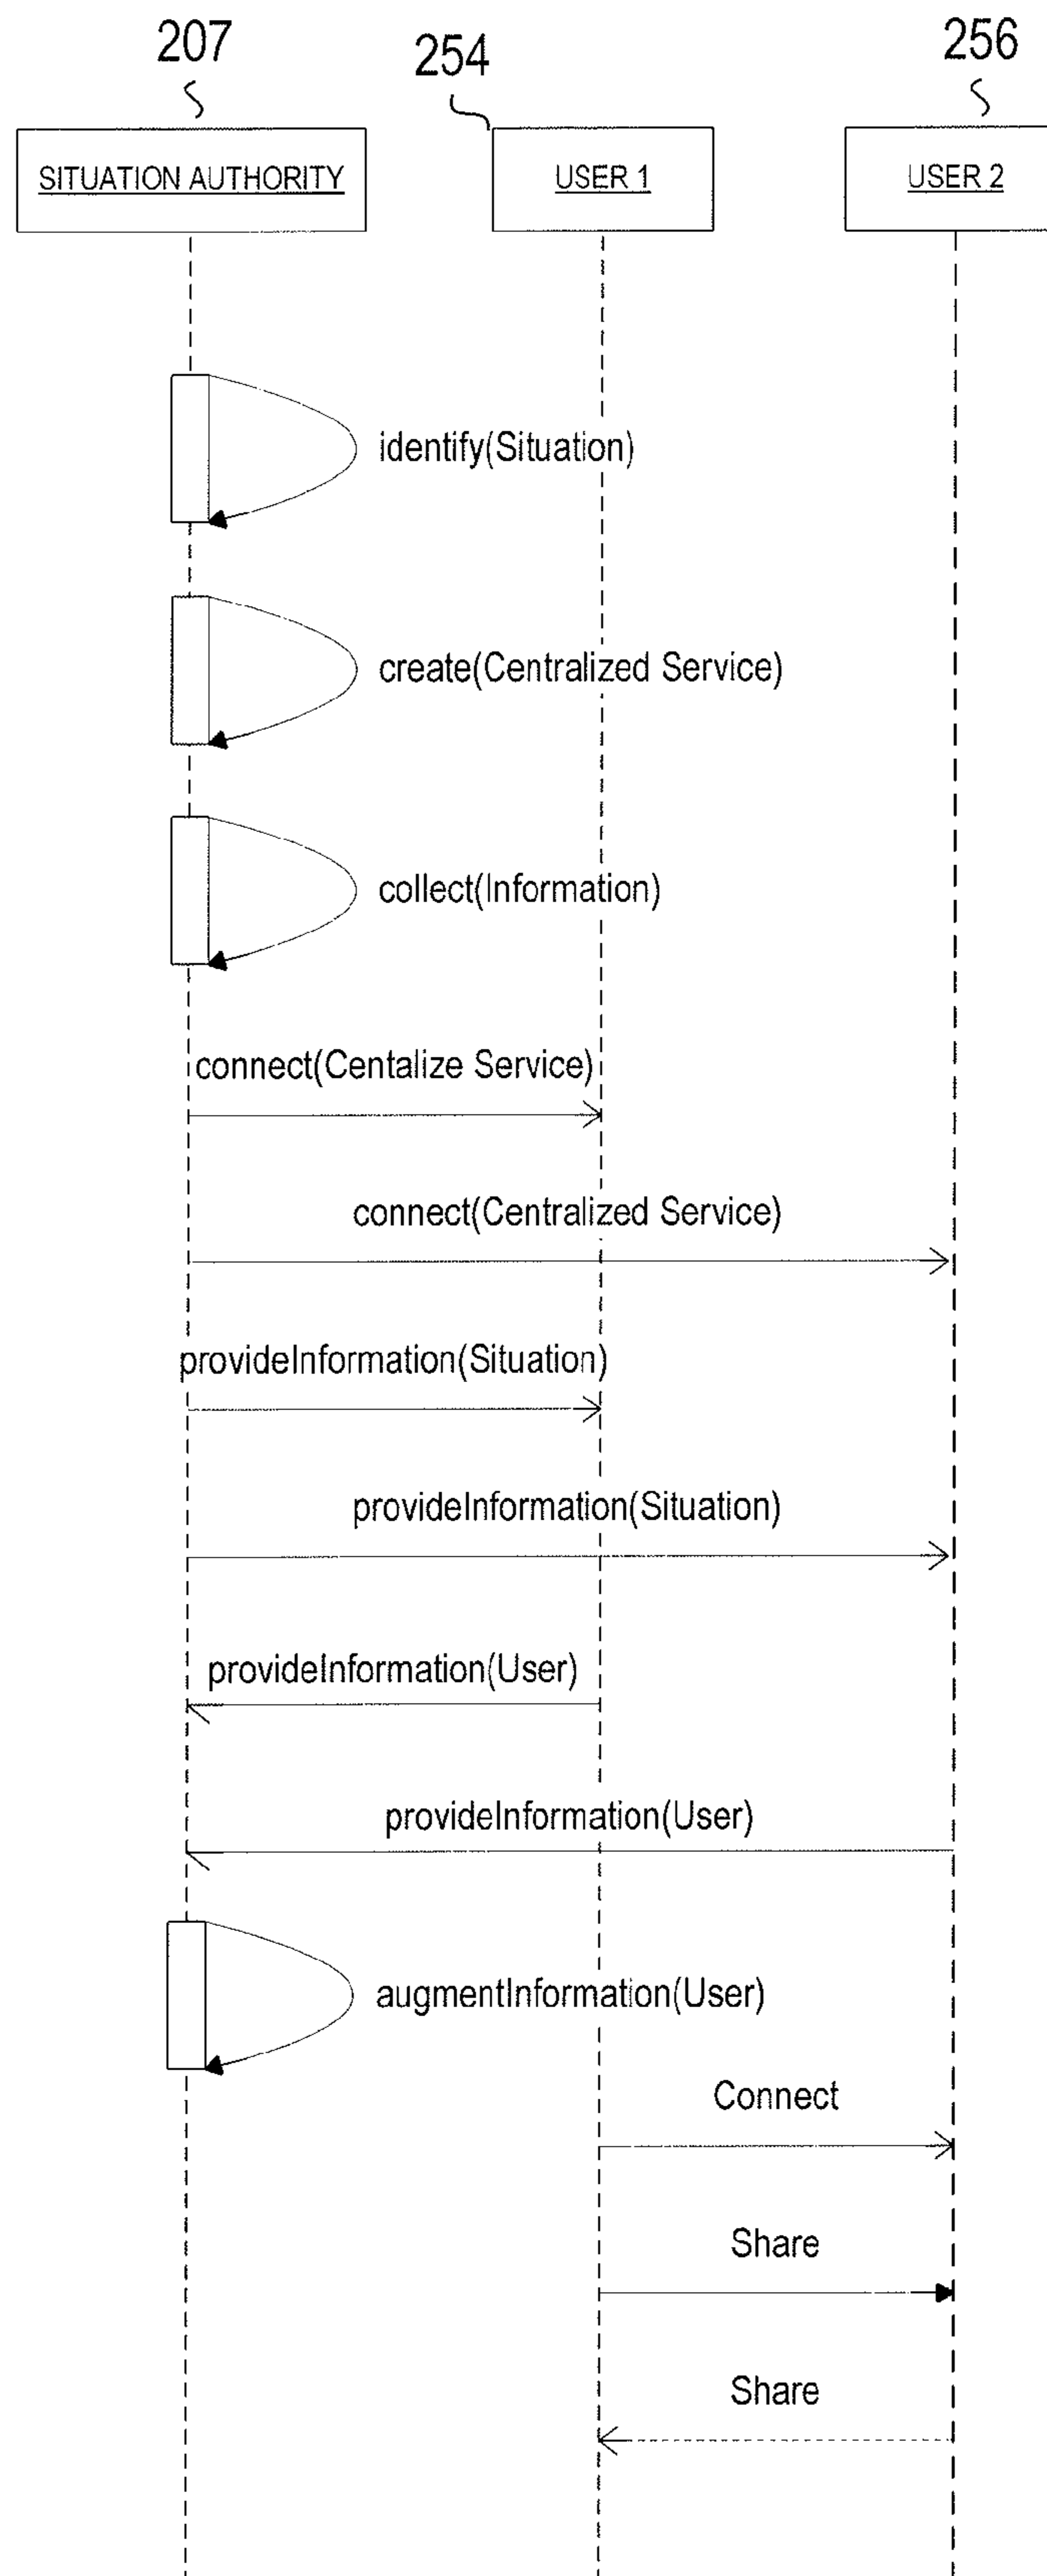 207
254
256
SITUATION AUTHORITY
USER 1
USER 2
identify(Situation)
create(Centralized Service)
collect(Information)
connect(Centalize Service)
connect(Centralized Service)
provideInformation(Situation)
provideInformation(Situation)
provideInformation(User)
provideInformation(User)
augmentInformation(User)
Connect
Share
Share